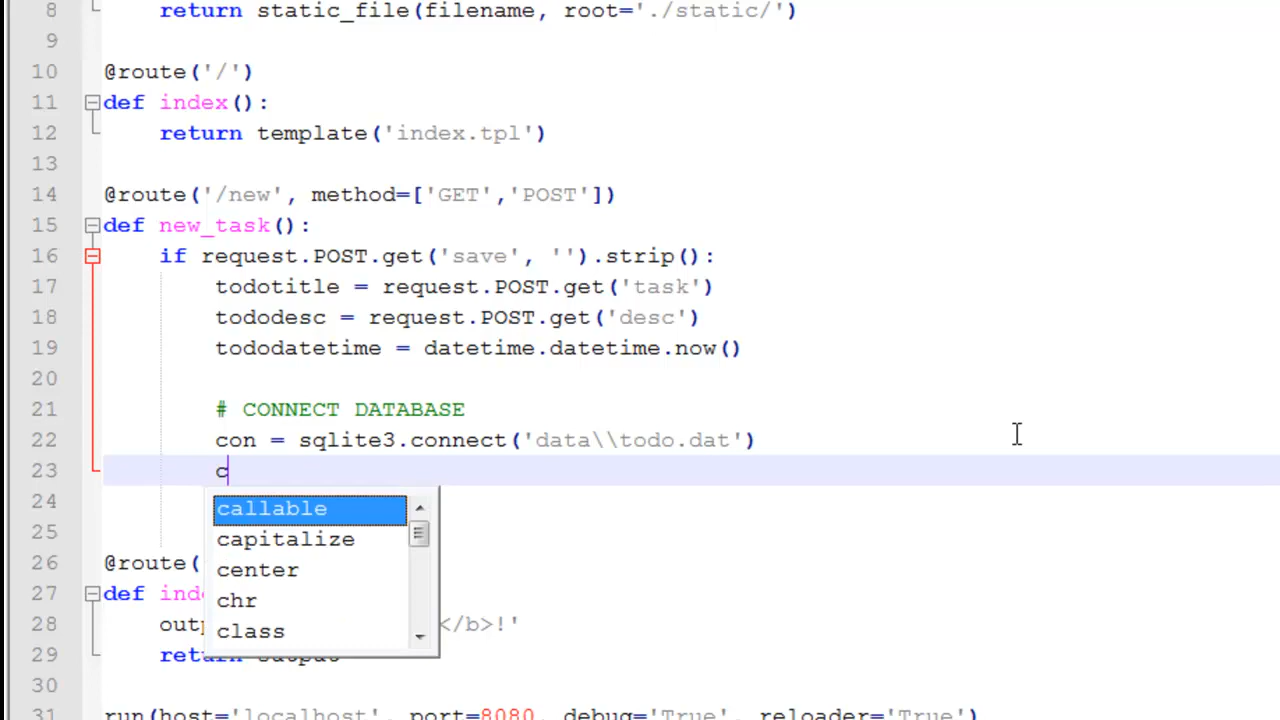 8 return static_file(filename, root='./static/')
9
10 @route('/')
11 def index():
12 return template('index.tpl')
13
14 @route('/new', method=['GET','POST'])
15 def new_task():
16 if request.POST.get('save', '').strip():
17 todotitle = request.POST.get('task')
18 tododesc = request.POST.get('desc')
19 tododatetime = datetime.datetime.now()
20
21 # CONNECT DATABASE
22 con = sqlite3.connect('data\\todo.dat')
23 c
24 callable
capitalize
25
center
26 @route(
chr
27 def ind
class
28 outp </b>!'
29 return output
30
31 run(host='localhost', port=8080, debug='True', reloader='True')